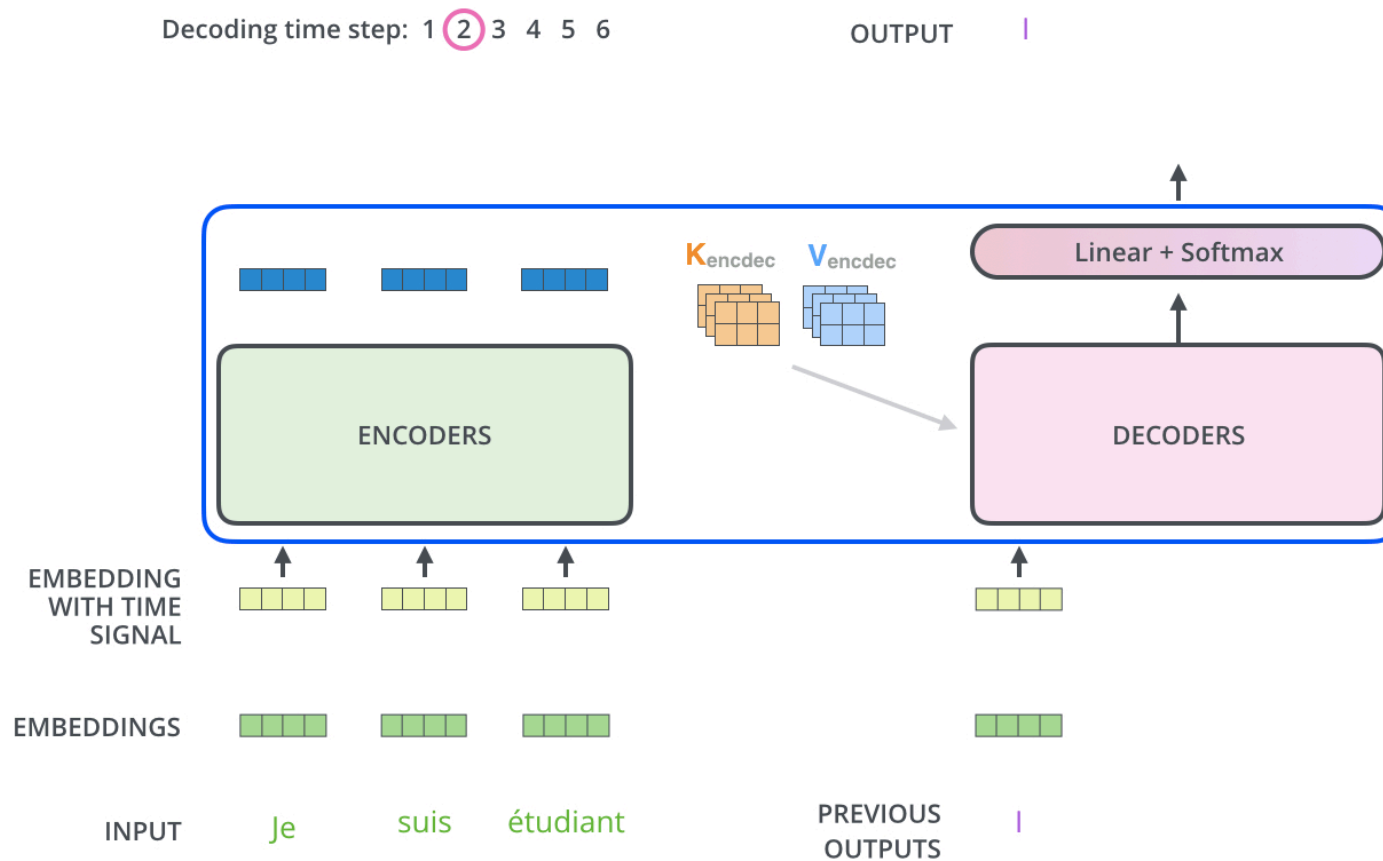 Decoding time step: 1 2 3 4 5 6
OUTPUT I
Kencdec Vencdec
Linear + Softmax
ENCODERS
DECODERS
EMBEDDING
WITH TIME
SIGNAL
EMBEDDINGS
INPUT Je suis étudiant
PREVIOUS
OUTPUTS
I